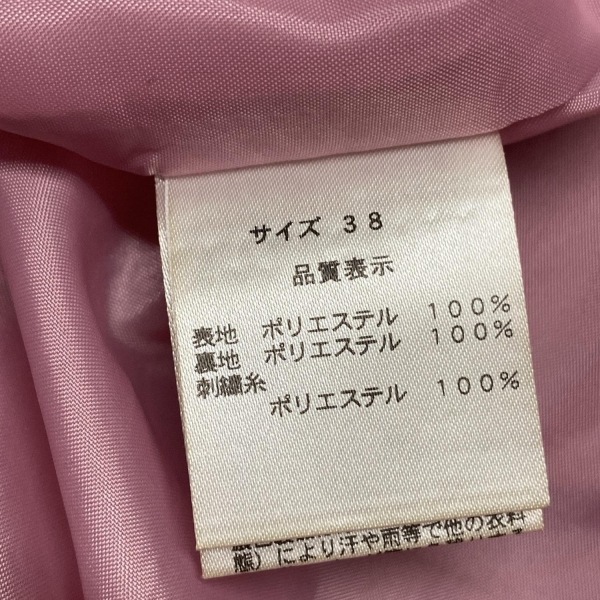 サイズ 38
品質表示
表地 ポリエステル 100%
裏地 ポリエステル 100%
刺繍糸
ポリエステル 100%
態)により汗や雨等で他の衣料